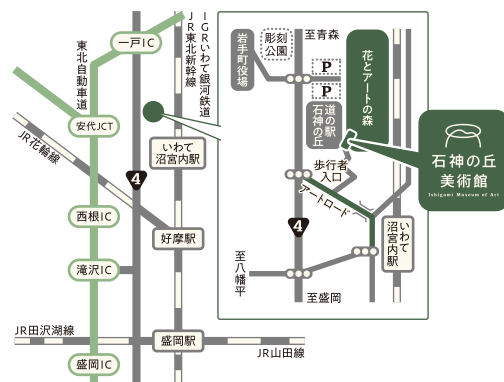 一戸IC
東北自動車道
JR東北新幹線
IGRいわて銀河鉄道
安代JCT
JR花輪線
いわて
沼宮内駅
4
西根IC
好摩駅
滝沢IC
JR田沢湖線
盛岡駅
JR山田線
盛岡IC
岩手町役場
彫刻
公園
至青森
P
P
花とアートの森
道の駅
石神の丘
歩行者
入口
アートロード
4
いわて
沼宮内駅
至八幡平
至盛岡
石神の丘
美術館
Ishigami Museum of Art